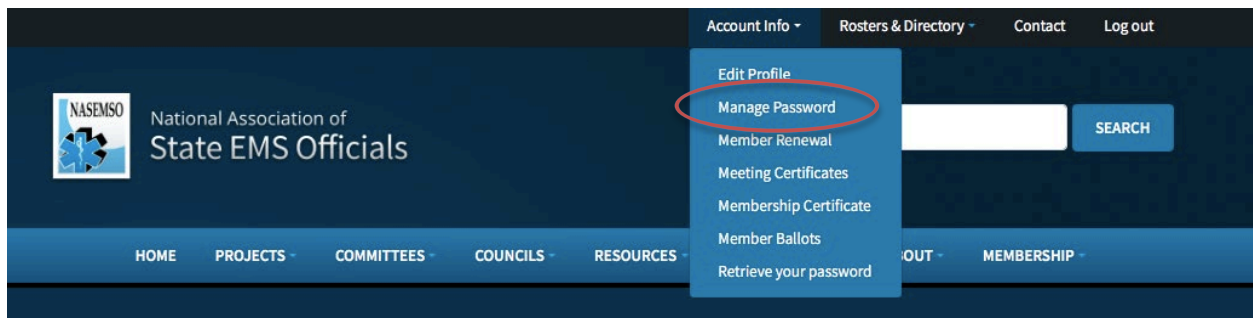 Account Info Rosters & Directory Contact Log out
Edit Profile
Manage Password
Member Renewal
Meeting Certificates
Membership Certificate
Member Ballots
Retrieve your password
NASEMSO
National Association of
State EMS Officials
SEARCH
HOME PROJECTS COMMITTEES COUNCILS RESOURCES MEMBERSHIP